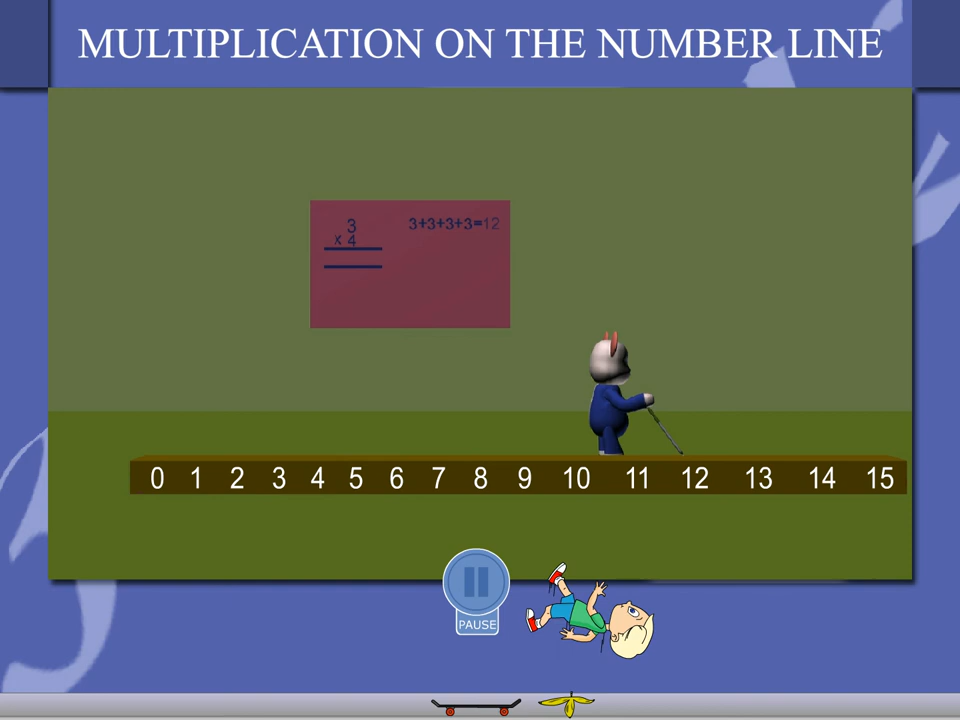 MULTIPLICATION ON THE NUMBER LINE
3 3+3+3+3=12
x 4
0 1 2 3 4 5 6 7 8 9 10 11 12 13 14 15
PAUSE